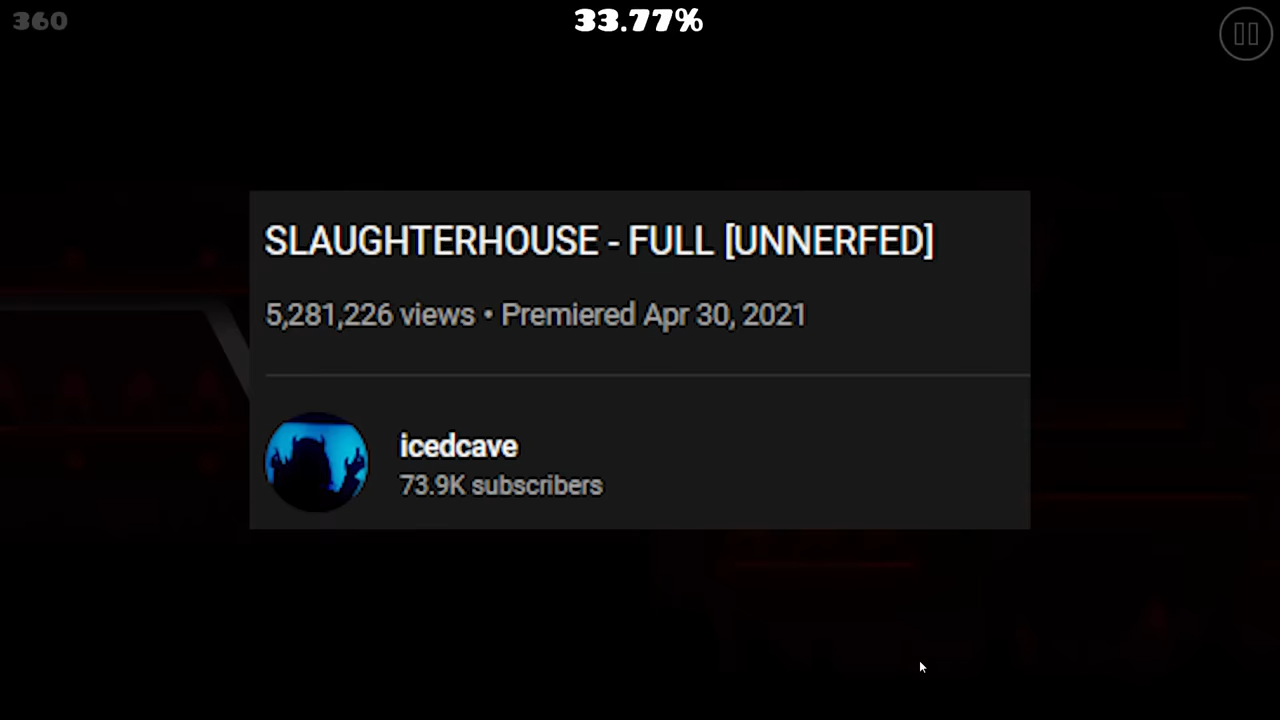 360
33.77%
SLAUGHTERHOUSE - FULL [UNNERFED]
5,281,226 views • Premiered Apr 30, 2021
icedcave
73.9K subscribers